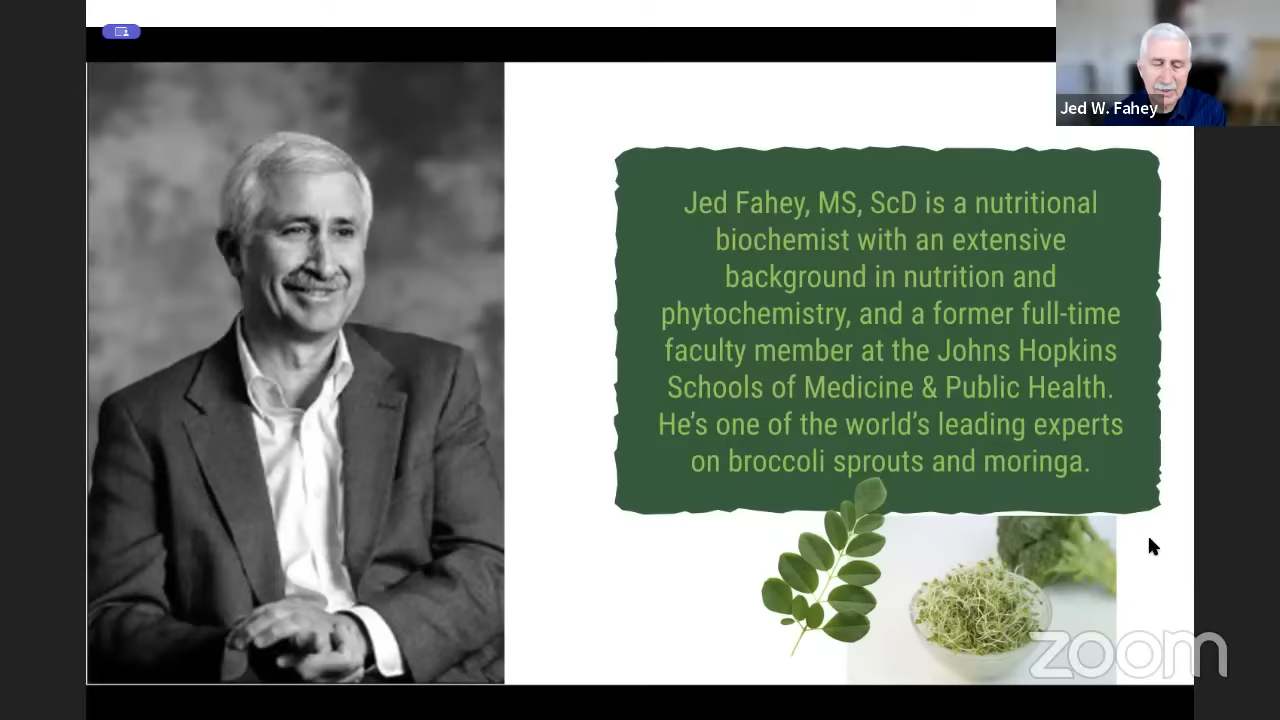 Jed W. Fahey
Jed Fahey, MS, ScD is a nutritional
biochemist with an extensive
background in nutrition and
phytochemistry, and a former full-time
faculty member at the Johns Hopkins
Schools of Medicine & Public Health.
He’s one of the world’s leading experts
on broccoli sprouts and moringa.
zoom